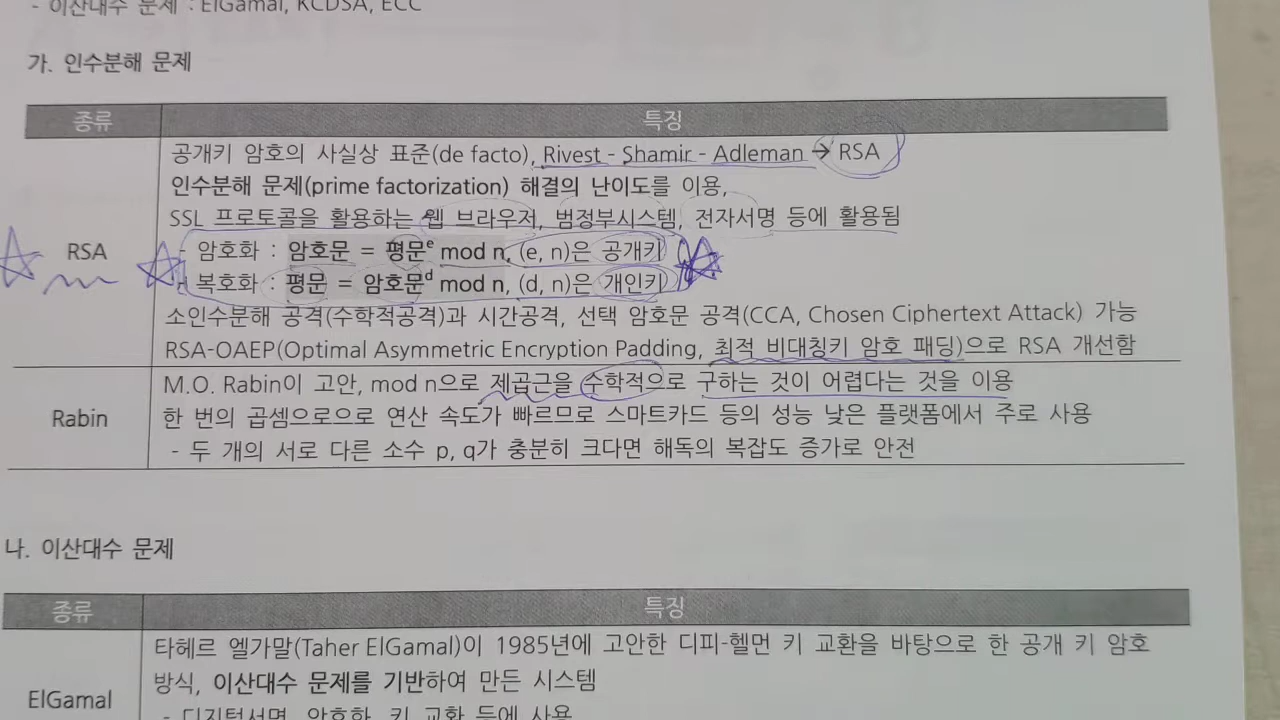 - 이산대수 문제 : ElGamal, KCDSA, ECC
가. 인수분해 문제
종류 특징
공개키 암호의 사실상 표준(de facto), Rivest - Shamir - Adleman → RSA
인수분해 문제(prime factorization) 해결의 난이도를 이용,
SSL 프로토콜을 활용하는 웹 브라우저, 범정부시스템, 전자서명 등에 활용됨
RSA
- 암호화 : 암호문 = 평문e mod n, (e, n)은 공개키
- 복호화 : 평문 = 암호문d mod n, (d, n)은 개인키
소인수분해 공격(수학적공격)과 시간공격, 선택 암호문 공격(CCA, Chosen Ciphertext Attack) 가능
RSA-OAEP(Optimal Asymmetric Encryption Padding, 최적 비대칭키 암호 패딩)으로 RSA 개선함
M.O. Rabin이 고안, mod n으로 제곱근을 수학적으로 구하는 것이 어렵다는 것을 이용
Rabin
한 번의 곱셈으로으로 연산 속도가 빠르므로 스마트카드 등의 성능 낮은 플랫폼에서 주로 사용
- 두 개의 서로 다른 소수 p, q가 충분히 크다면 해독의 복잡도 증가로 안전
나. 이산대수 문제
종류 특징
타헤르 엘가말(Taher ElGamal)이 1985년에 고안한 디피-헬먼 키 교환을 바탕으로 한 공개 키 암호
방식, 이산대수 문제를 기반하여 만든 시스템
ElGamal
- 디지털서명, 암호화, 키 교환 등에 사용